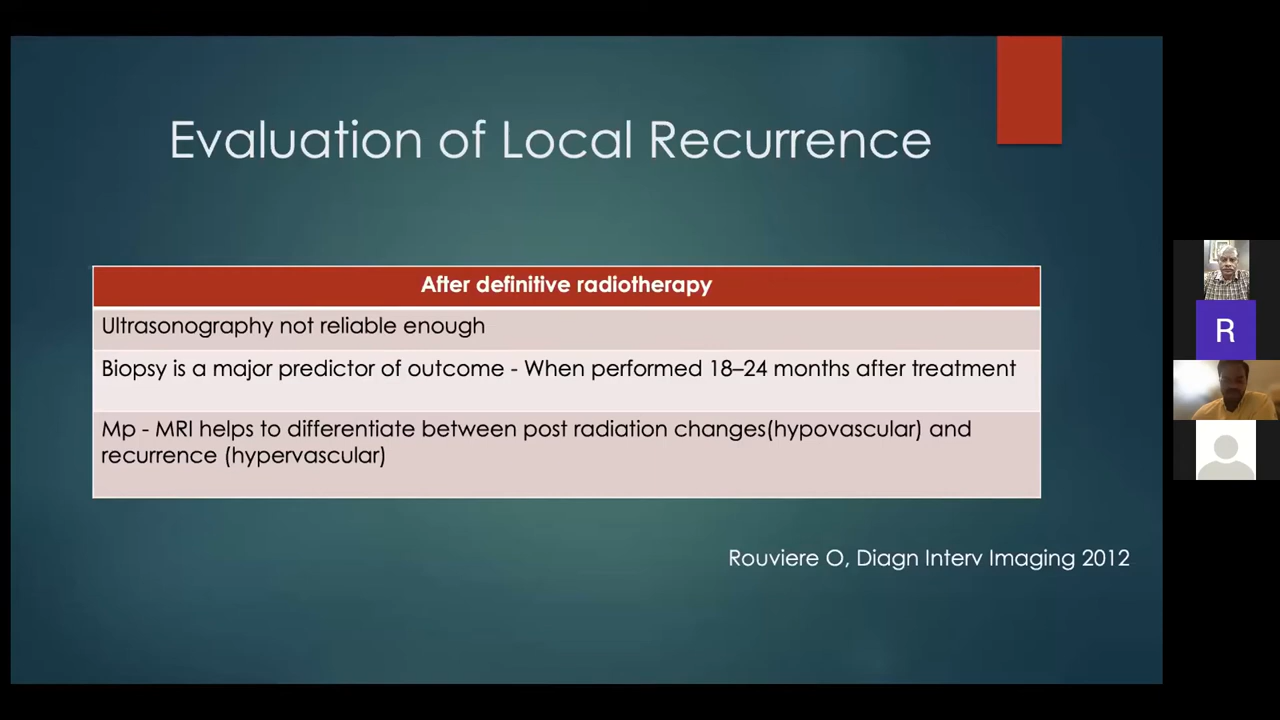 Evaluation of Local Recurrence
After definitive radiotherapy
Ultrasonography not reliable enough
Biopsy is a major predictor of outcome - When performed 18–24 months after treatment
Mp - MRI helps to differentiate between post radiation changes(hypovascular) and
recurrence (hypervascular)
Rouviere O, Diagn Interv Imaging 2012
R